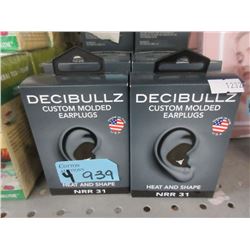 DECIBULLZ
CUSTOM MOLDED
EARPLUGS
HEAT AND SHAPE
NRR 31
4 939
DECIBULLZ
CUSTOM MOLDED
EARPLUGS
HEAT AND SHAPE
NRR 31